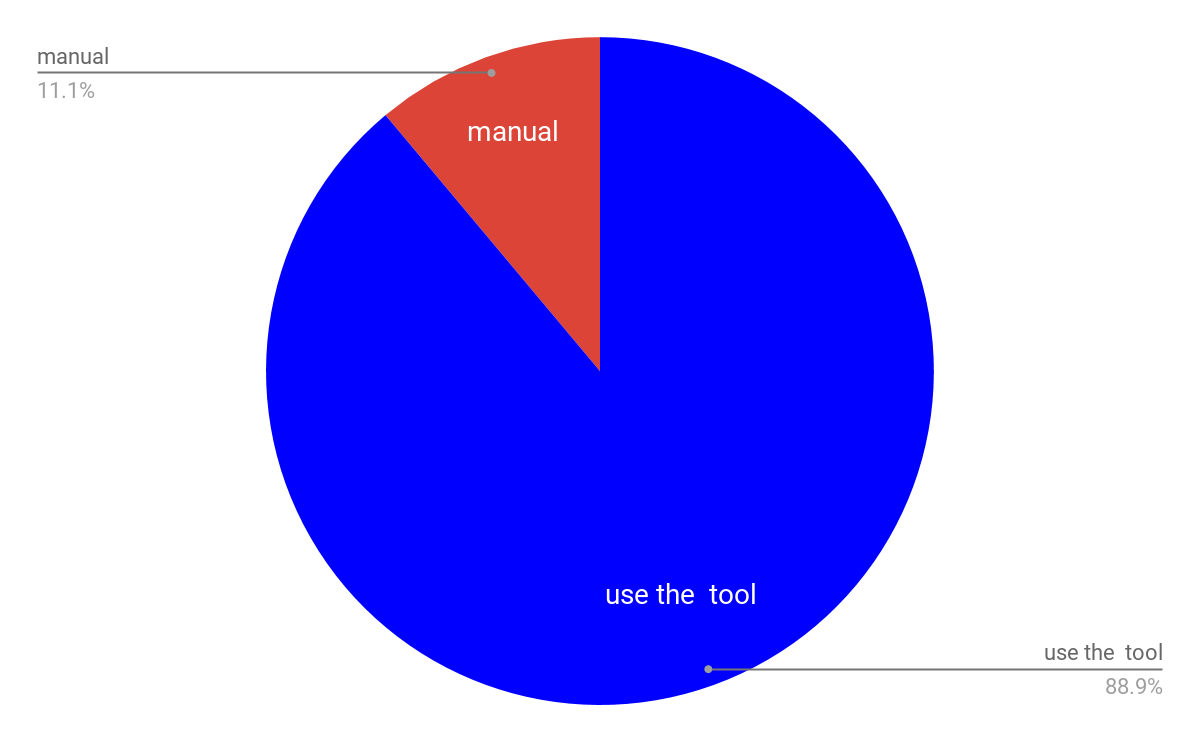 manual
11.1%
manual
use the  tool
use the  tool
88.9%